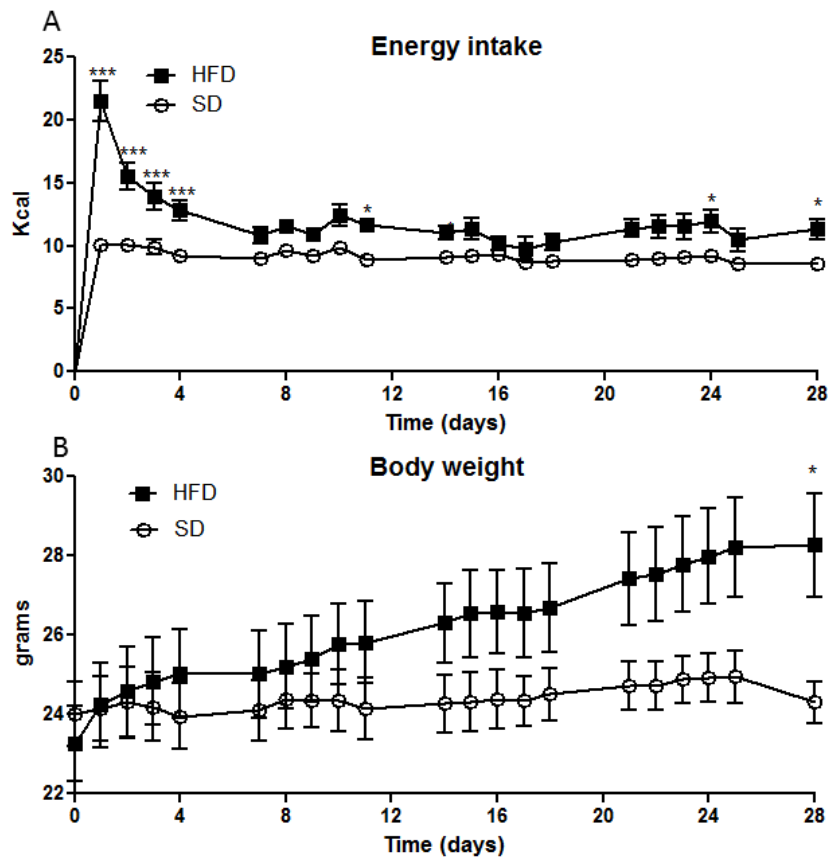 A
Energy intake
25
20
15
10
5
0
Kcal
HFD
SD
***
***
***
***
*
*
*
*
0 4 8 12 16 20 24 28
Time (days)
B
Body weight
30
28
26
24
22
grams
HFD
SD
*
0 4 8 12 16 20 24 28
Time (days)